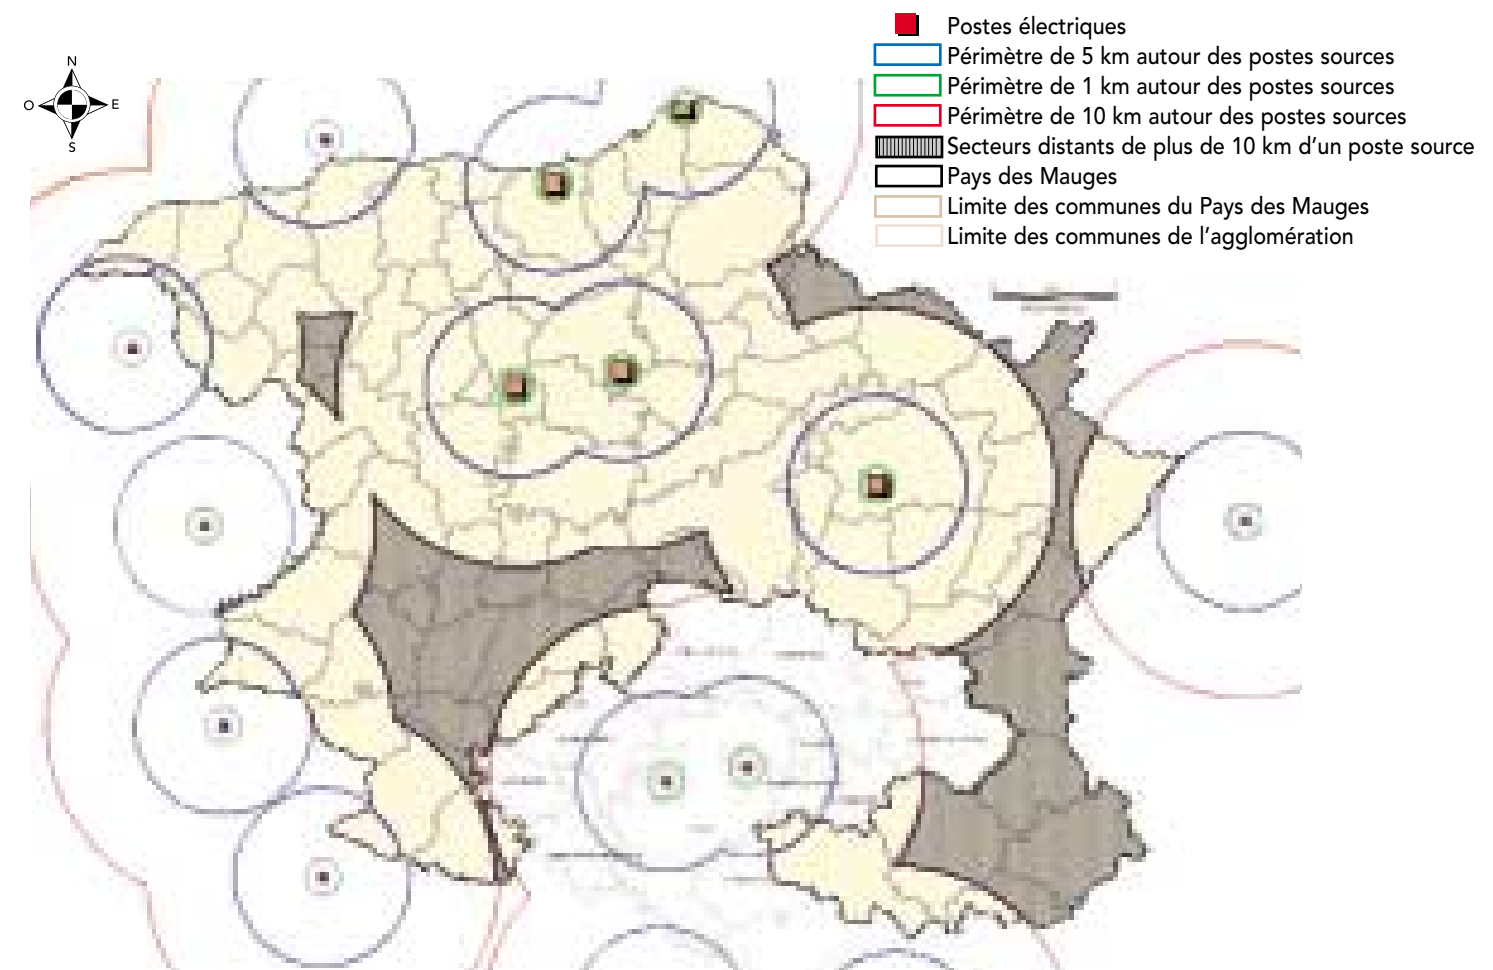 Postes électriques
Périmètre de 5 km autour des postes sources
Périmètre de 1 km autour des postes sources
Périmètre de 10 km autour des postes sources
Secteurs distants de plus de 10 km d’un poste source
Pays des Mauges
Limite des communes du Pays des Mauges
Limite des communes de l’agglomération
N
O
E
S